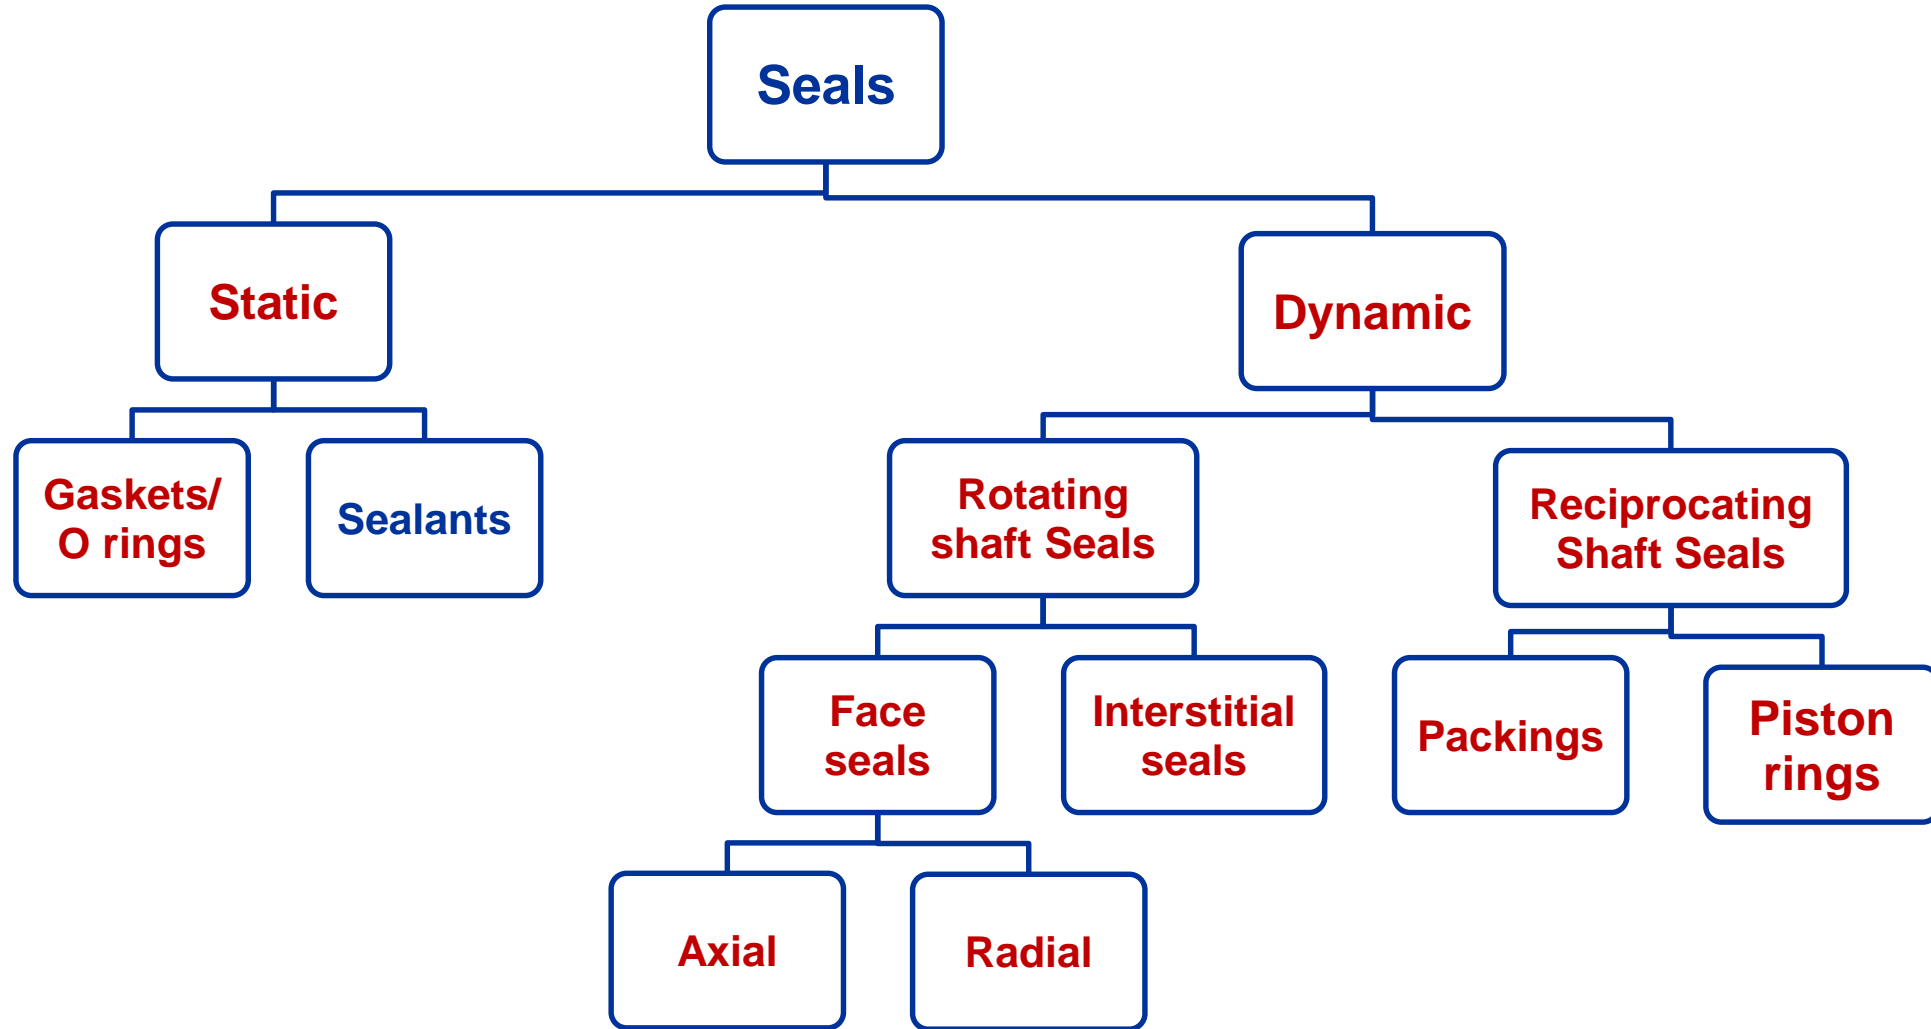 Seals
Static
Dynamic
Gaskets/
O rings
Sealants
Rotating
shaft Seals
Reciprocating
Shaft Seals
Face
seals
Interstitial
seals
Packings
Piston
rings
Axial
Radial